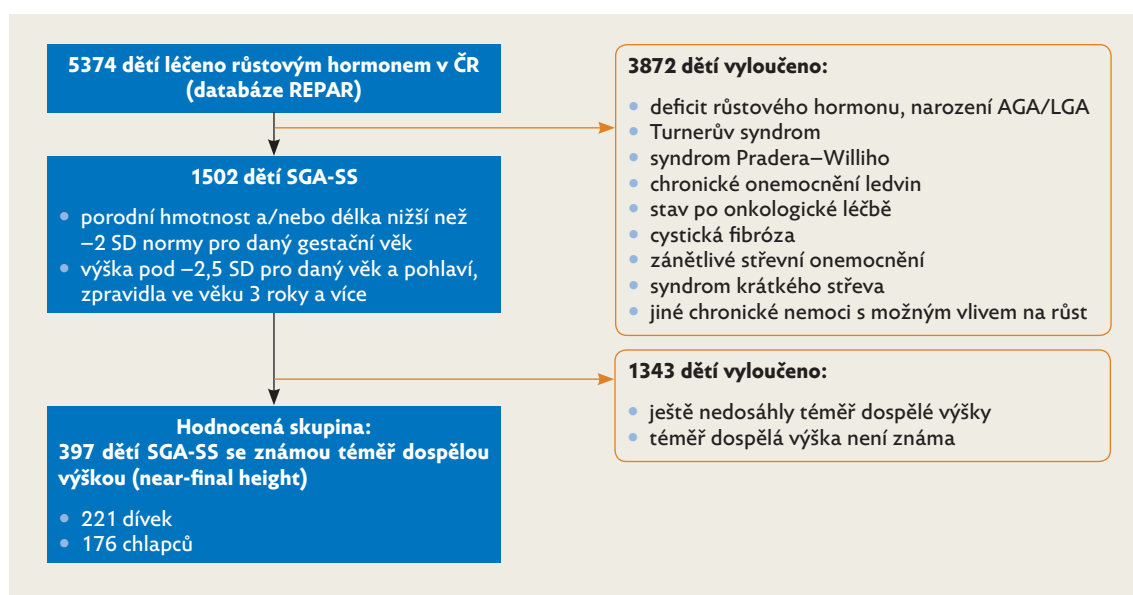 5374 dětí léčeno růstovým hormonem v ČR
(databáze REPAR)
3872 dětí vyloučeno:
• deficit růstového hormonu, narození AGA/LGA
• Turnerův syndrom
• syndrom Pradera–Williho
• chronické onemocnění ledvin
• stav po onkologické léčbě
• cystická fibróza
• zánětlivé střevní onemocnění
• syndrom krátkého střeva
• jiné chronické nemoci s možným vlivem na růst
1502 dětí SGA-SS
• porodní hmotnost a/nebo délka nižší než
–2 SD normy pro daný gestační věk
• výška pod –2,5 SD pro daný věk a pohlaví,
zpravidla ve věku 3 roky a více
1343 dětí vyloučeno:
• ještě nedosáhly téměř dospělé výšky
• téměř dospělá výška není známa
Hodnocená skupina:
397 dětí SGA-SS se známou téměř dospělou
výškou (near-final height)
• 221 dívek
• 176 chlapců